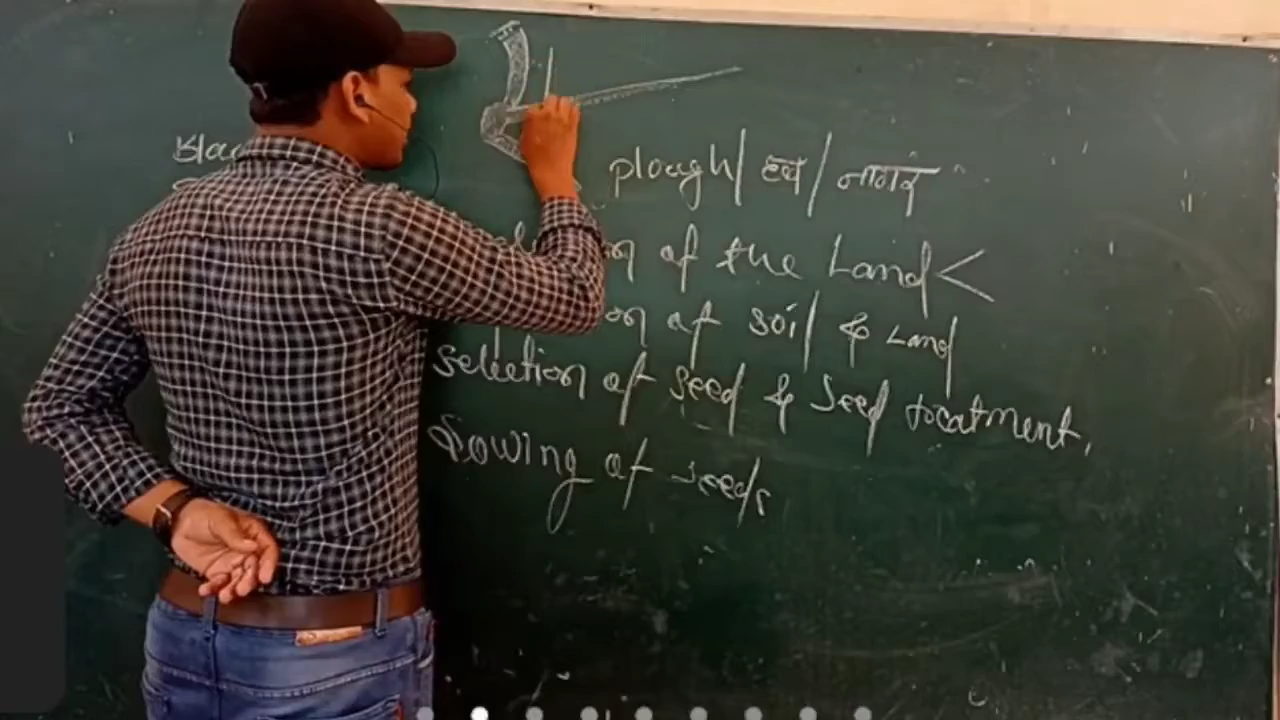 plough/ हल / नागर
of the Land <
of soil & Land
selection of seed & seed treatment,
Sowing of seeds